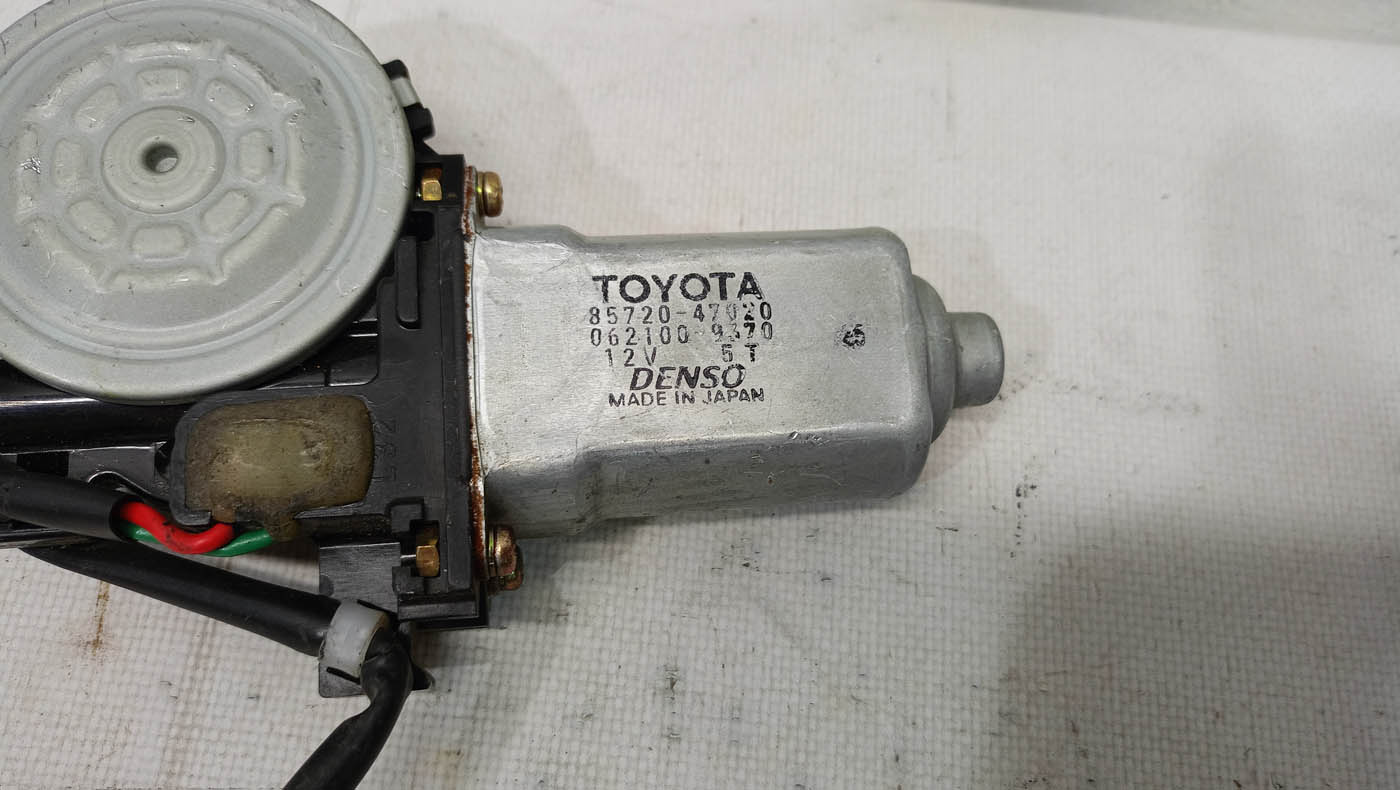 TOYOTA
85720-47020
062100-9370
12V 5T
DENSO
MADE IN JAPAN